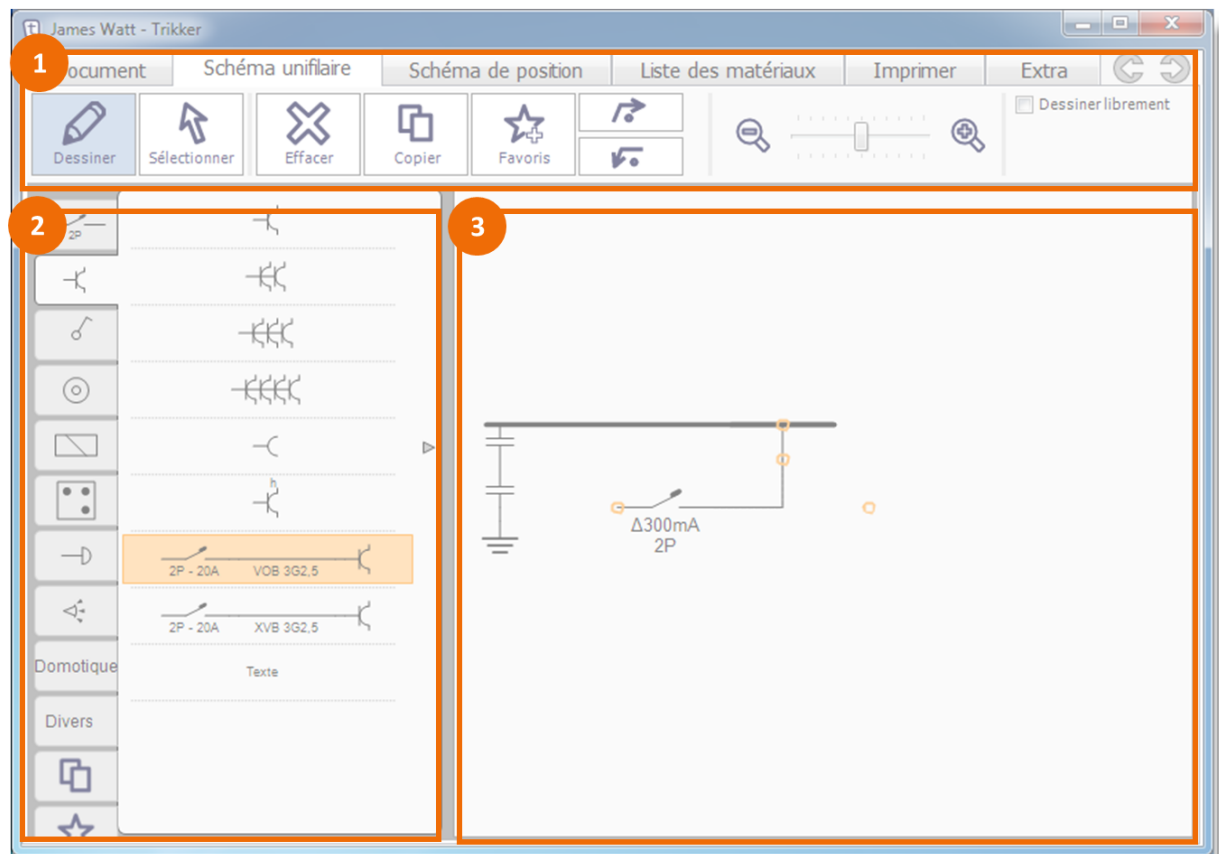 James Watt - Trikker
1
ocument Schéma unifilaire Schéma de position Liste des matériaux Imprimer Extra
Dessiner Sélectionner Effacer Copier Favoris Dessiner librement
2
3
2P
h
2P - 20A VOB 3G2,5
2P - 20A XVB 3G2,5
Texte
Domotique
Divers
Δ300mA
2P